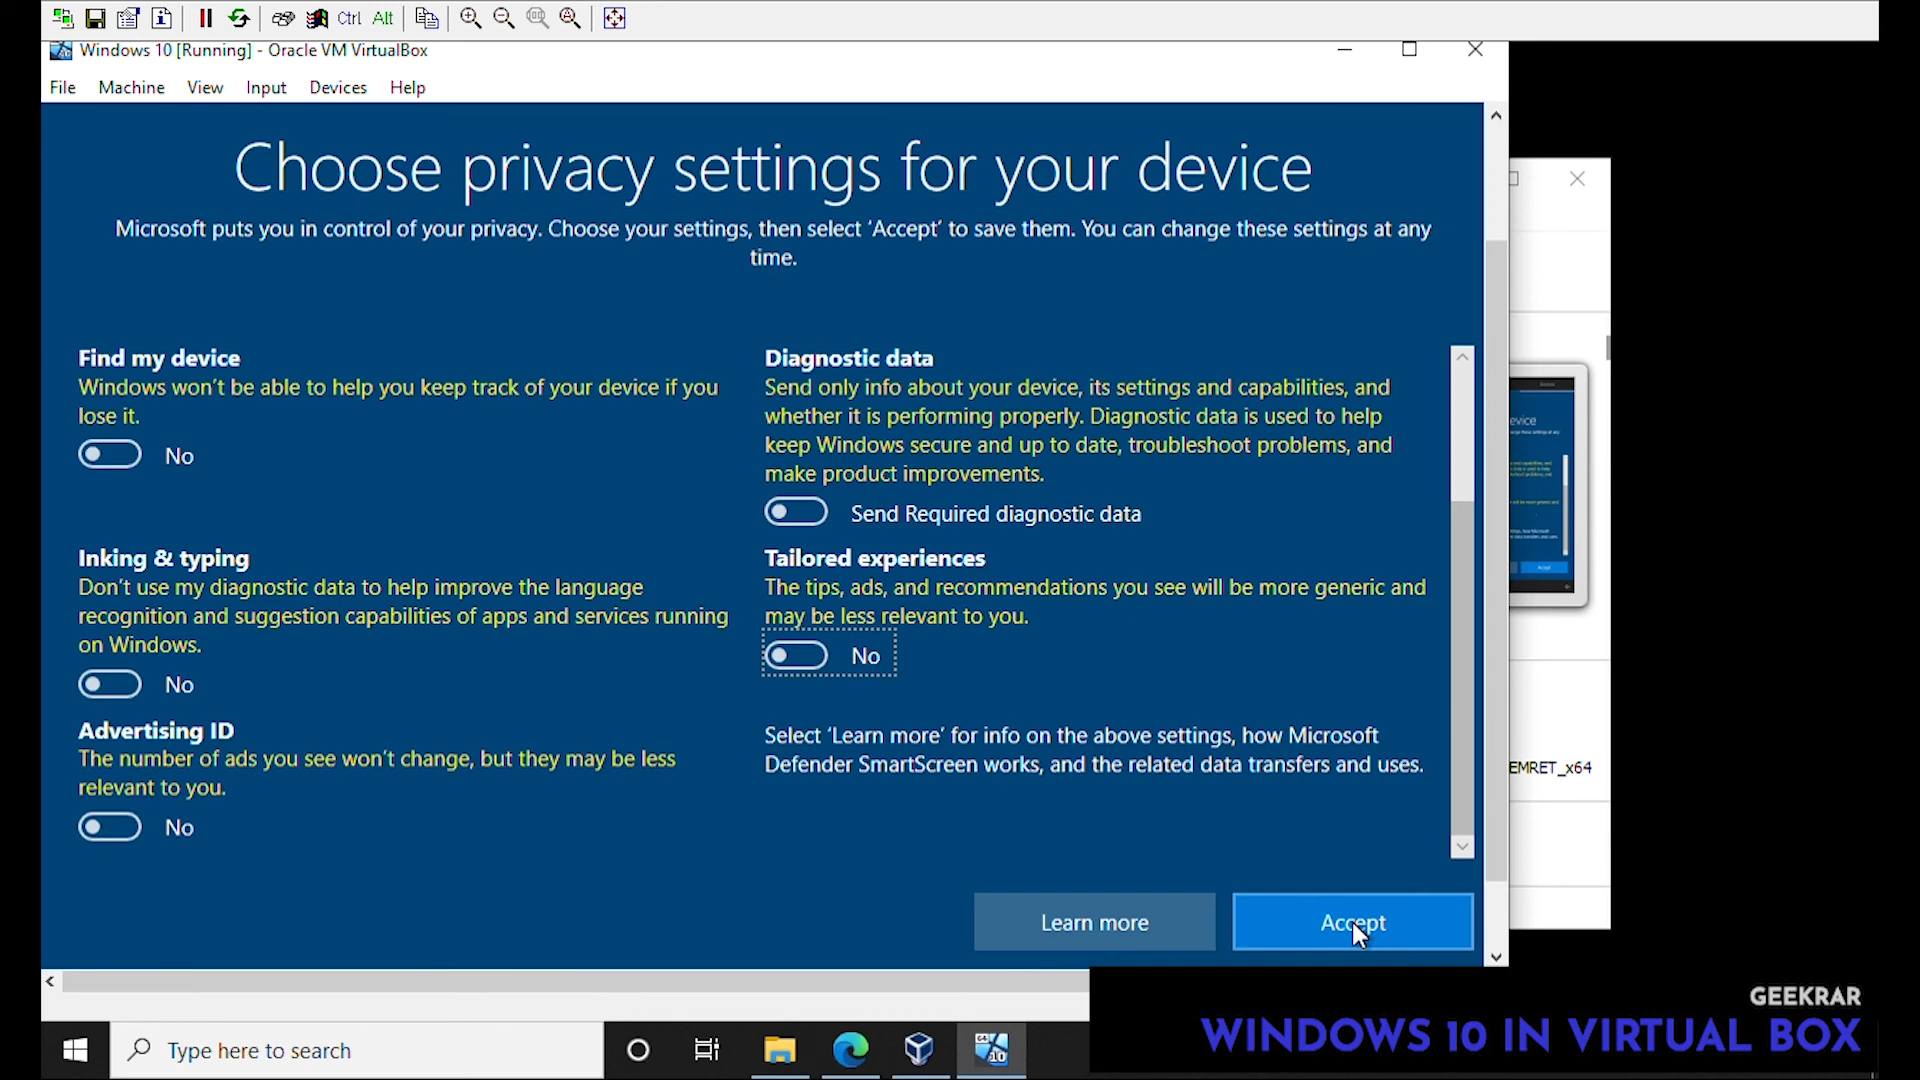 Ctrl Alt
Windows 10 [Running] - Oracle VM VirtualBox
File Machine View Input Devices Help
Choose privacy settings for your device
Microsoft puts you in control of your privacy. Choose your settings, then select ‘Accept’ to save them. You can change these settings at any
time.
Find my device
Windows won’t be able to help you keep track of your device if you
lose it.
No
Diagnostic data
Send only info about your device, its settings and capabilities, and
whether it is performing properly. Diagnostic data is used to help
keep Windows secure and up to date, troubleshoot problems, and
make product improvements.
Send Required diagnostic data
Inking & typing
Don’t use my diagnostic data to help improve the language
recognition and suggestion capabilities of apps and services running
on Windows.
No
Tailored experiences
The tips, ads, and recommendations you see will be more generic and
may be less relevant to you.
No
Advertising ID
The number of ads you see won’t change, but they may be less
relevant to you.
No
Select ‘Learn more’ for info on the above settings, how Microsoft
Defender SmartScreen works, and the related data transfers and uses.
Learn more
Accept
EMRET_x64
Accept
GEEKRAR
WINDOWS 10 IN VIRTUAL BOX
Type here to search
10